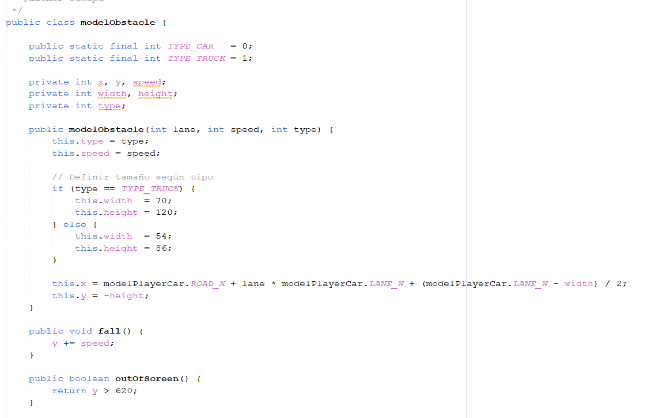 */
public class modelObstacle {
public static final int TYPE_CAR = 0;
public static final int TYPE_TRUCK = 1;
private int x, y, speed;
private int width, height;
private int type;
public modelObstacle(int lane, int speed, int type) {
this.type = type;
this.speed = speed;
// Definir tamaño según tipo
if (type == TYPE_TRUCK) {
this.width = 70;
this.height = 120;
} else {
this.width = 54;
this.height = 86;
}
this.x = modelPlayerCar.ROAD_X + lane * modelPlayerCar.LANE_W + (modelPlayerCar.LANE_W - width) / 2;
this.y = -height;
}
public void fall() {
y += speed;
}
public boolean outOfScreen() {
return y > 620;
}